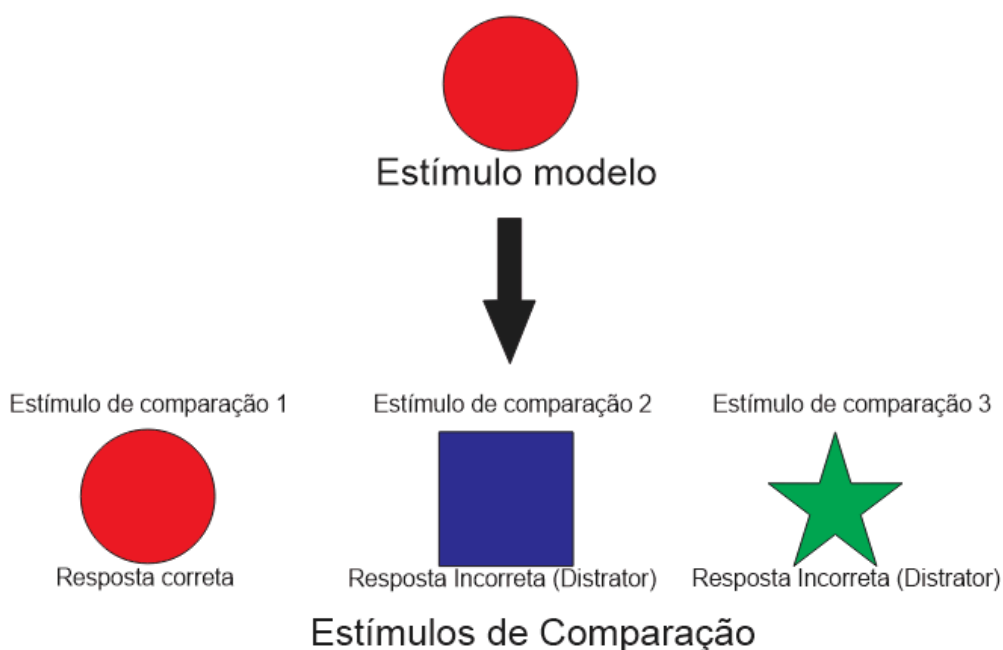 Estímulo modelo
Estímulo de comparação 1
Estímulo de comparação 2
Estímulo de comparação 3
Resposta correta
Resposta Incorreta (Distrator)
Resposta Incorreta (Distrator)
Estímulos de Comparação